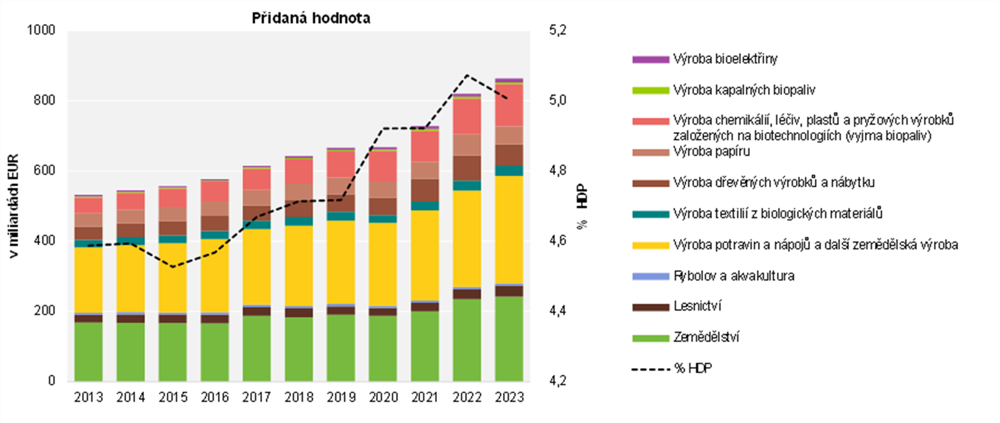 Přidaná hodnota
1000
800
600
400
200
0
v miliardách EUR
2013 2014 2015 2016 2017 2018 2019 2020 2021 2022 2023
5,2
5,0
4,8
4,6
4,4
4,2
% HDP
Výroba bioelektřiny
Výroba kapalných biopaliv
Výroba chemikálií, léčiv, plastů a pryžových výrobků
založených na biotechnologiích (vyjma biopaliv)
Výroba papíru
Výroba dřevěných výrobků a nábytku
Výroba textilií z biologických materiálů
Výroba potravin a nápojů a další zemědělská výroba
Rybolov a akvakultura
Lesnictví
Zemědělství
% HDP